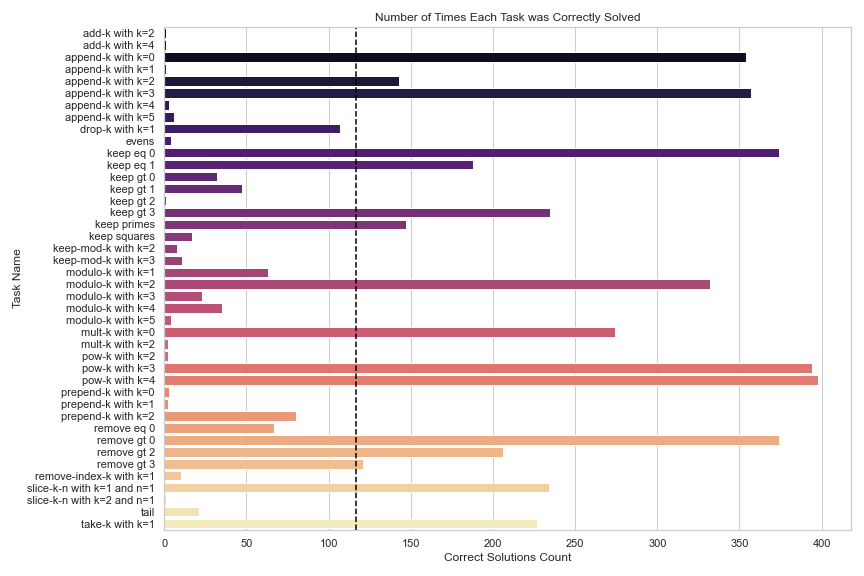 Number of Times Each Task was Correctly Solved
Task Name
add-k with k=2
add-k with k=4
append-k with k=0
append-k with k=1
append-k with k=2
append-k with k=3
append-k with k=4
append-k with k=5
drop-k with k=1
evens
keep eq 0
keep eq 1
keep gt 0
keep gt 1
keep gt 2
keep gt 3
keep primes
keep squares
keep-mod-k with k=2
keep-mod-k with k=3
modulo-k with k=1
modulo-k with k=2
modulo-k with k=3
modulo-k with k=4
modulo-k with k=5
mult-k with k=0
mult-k with k=2
pow-k with k=2
pow-k with k=3
pow-k with k=4
prepend-k with k=0
prepend-k with k=1
prepend-k with k=2
remove eq 0
remove gt 0
remove gt 2
remove gt 3
remove-index-k with k=1
slice-k-n with k=1 and n=1
slice-k-n with k=2 and n=1
tail
take-k with k=1
0 50 100 150 200 250 300 350 400
Correct Solutions Count